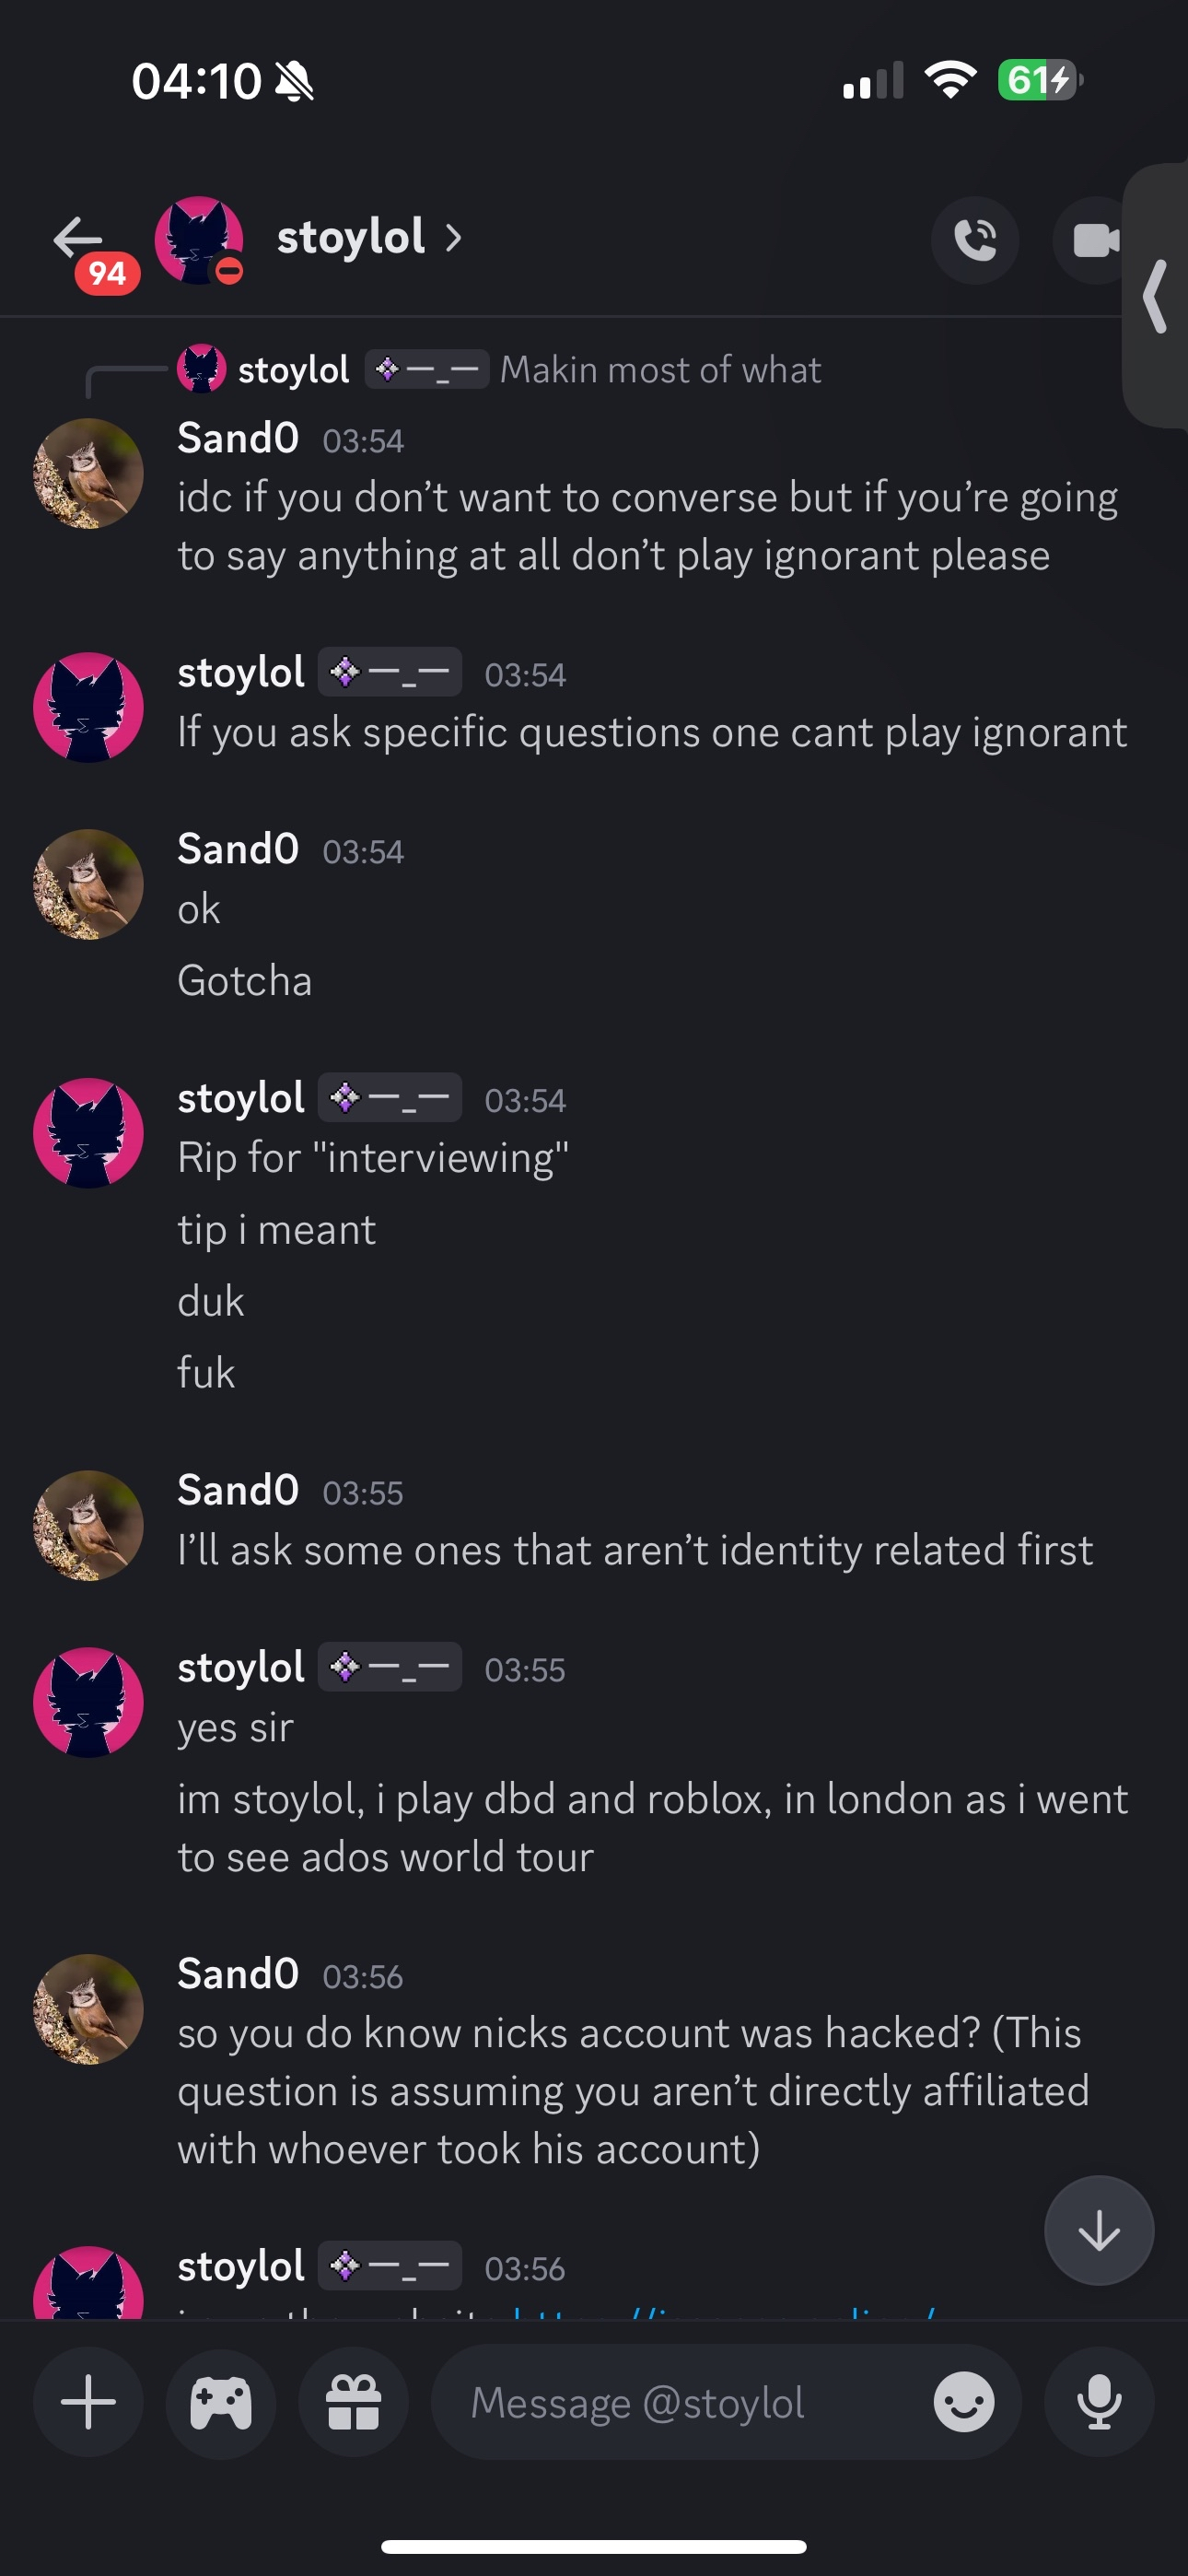 04:10
61
94
stoylol
stoylol —_— Makin most of what
Sand0 03:54
idc if you don’t want to converse but if you’re going
to say anything at all don’t play ignorant please
stoylol —_— 03:54
If you ask specific questions one cant play ignorant
Sand0 03:54
ok
Gotcha
stoylol —_— 03:54
Rip for "interviewing"
tip i meant
duk
fuk
Sand0 03:55
I’ll ask some ones that aren’t identity related first
stoylol —_— 03:55
yes sir
im stoylol, i play dbd and roblox, in london as i went
to see ados world tour
Sand0 03:56
so you do know nicks account was hacked? (This
question is assuming you aren’t directly affiliated
with whoever took his account)
stoylol —_— 03:56
Message @stoylol